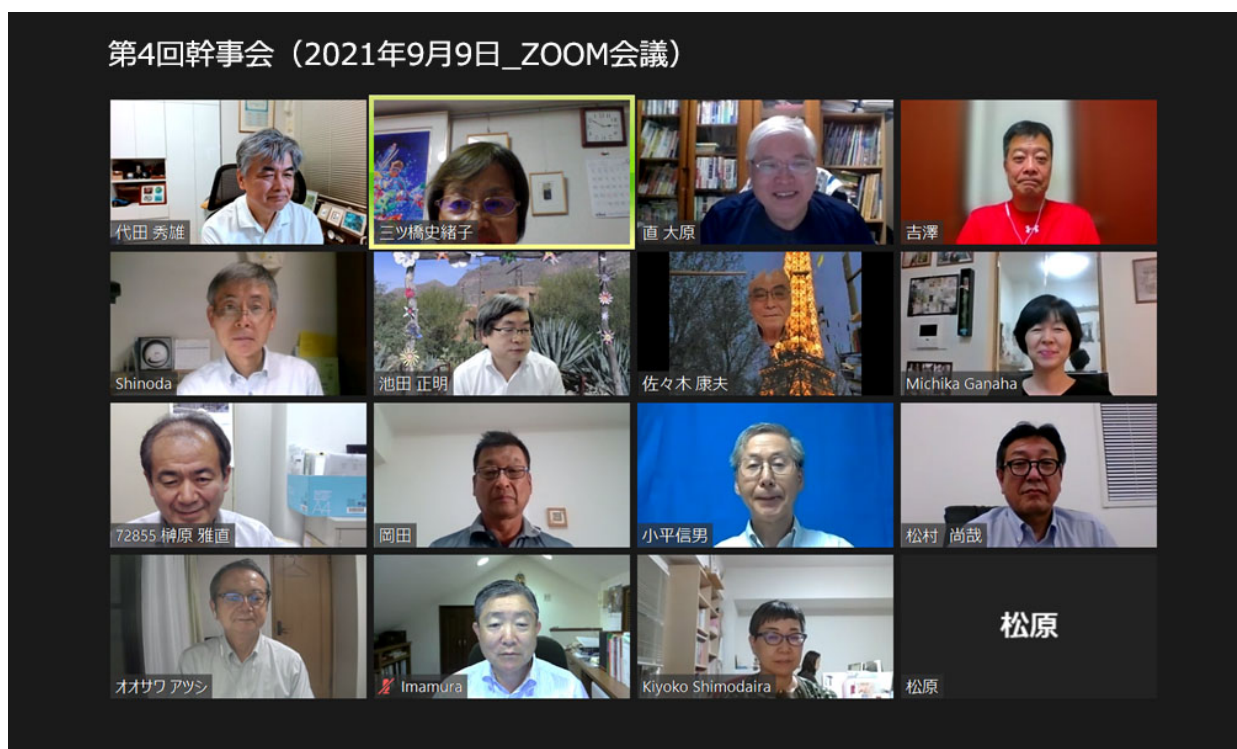 第4回幹事会（2021年9月9日_ZOOM会議）
代田 秀雄
三ツ橋史緒子
直 大原
吉澤
Shinoda
池田 正明
佐々木 康夫
Michika Ganaha
72855 榊原 雅直
A4
岡田
小平信男
松村 尚哉
オオサワ アツシ
Imamura
Kiyoko Shimodaira
松原
松原